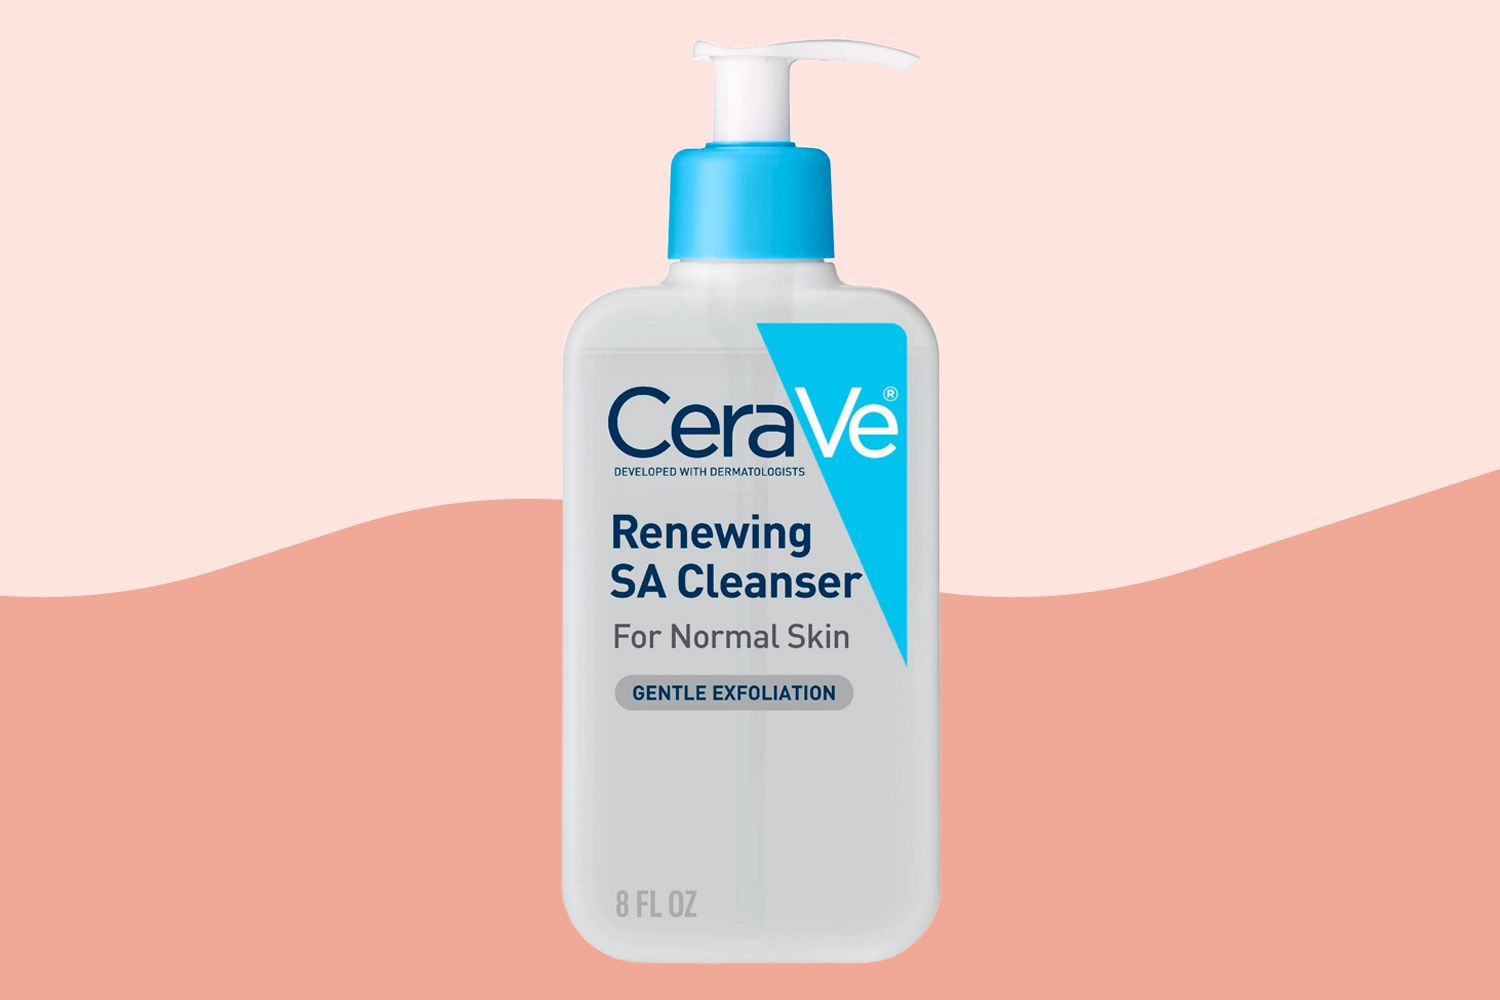 CeraVe®
DEVELOPED WITH DERMATOLOGISTS
Renewing
SA Cleanser
For Normal Skin
GENTLE EXFOLIATION
8 FL OZ